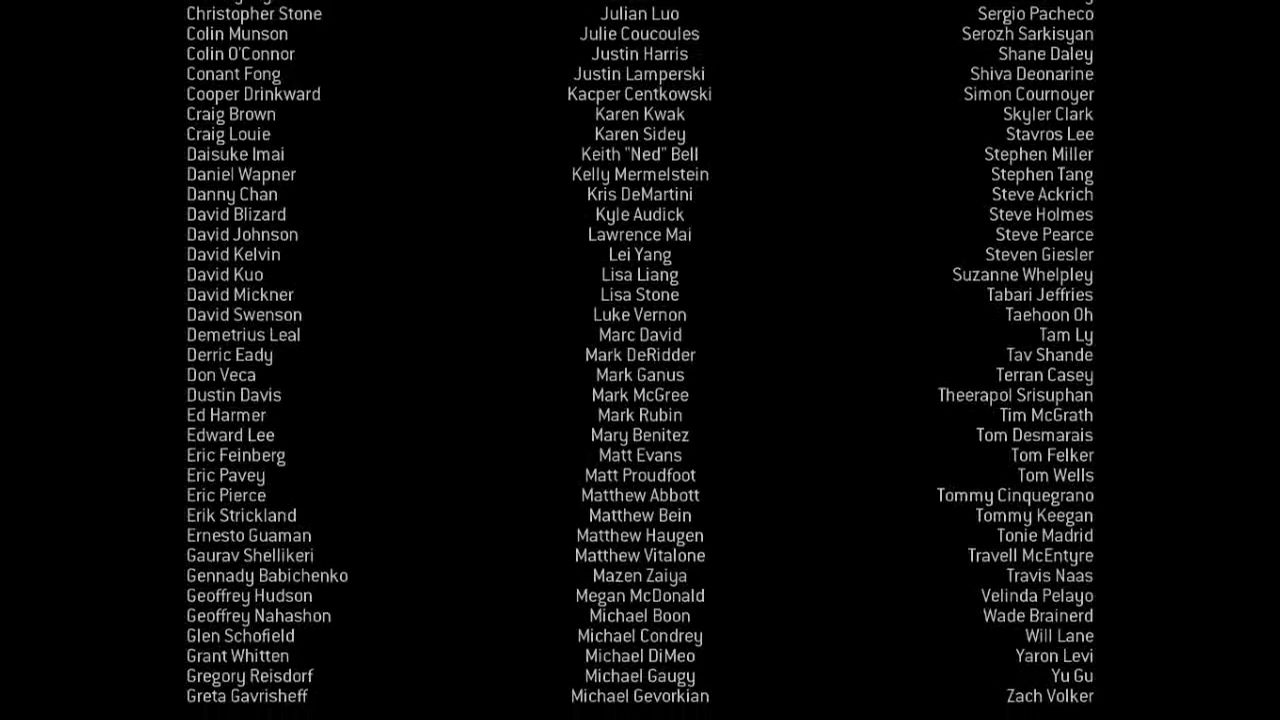 Christopher Stone
Colin Munson
Colin O'Connor
Conant Fong
Cooper Drinkward
Craig Brown
Craig Louie
Daisuke Imai
Daniel Wapner
Danny Chan
David Blizard
David Johnson
David Kelvin
David Kuo
David Mickner
David Swenson
Demetrius Leal
Derric Eady
Don Veca
Dustin Davis
Ed Harmer
Edward Lee
Eric Feinberg
Eric Pavey
Eric Pierce
Erik Strickland
Ernesto Guaman
Gaurav Shellikeri
Gennady Babichenko
Geoffrey Hudson
Geoffrey Nahashon
Glen Schofield
Grant Whitten
Gregory Reisdorf
Greta Gavrisheff
Julian Luo
Julie Coucoules
Justin Harris
Justin Lamperski
Kacper Centkowski
Karen Kwak
Karen Sidey
Keith "Ned" Bell
Kelly Mermelstein
Kris DeMartini
Kyle Audick
Lawrence Mai
Lei Yang
Lisa Liang
Lisa Stone
Luke Vernon
Marc David
Mark DeRidder
Mark Ganus
Mark McGree
Mark Rubin
Mary Benitez
Matt Evans
Matt Proudfoot
Matthew Abbott
Matthew Bein
Matthew Haugen
Matthew Vitalone
Mazen Zaiya
Megan McDonald
Michael Boon
Michael Condrey
Michael DiMeo
Michael Gaugy
Michael Gevorkian
Sergio Pacheco
Serozh Sarkisyan
Shane Daley
Shiva Deonarine
Simon Cournoyer
Skyler Clark
Stavros Lee
Stephen Miller
Stephen Tang
Steve Ackrich
Steve Holmes
Steve Pearce
Steven Giesler
Suzanne Whelpley
Tabari Jeffries
Taehoon Oh
Tam Ly
Tav Shande
Terran Casey
Theerapol Srisuphan
Tim McGrath
Tom Desmarais
Tom Felker
Tom Wells
Tommy Cinquegrano
Tommy Keegan
Tonie Madrid
Travell McEntyre
Travis Naas
Velinda Pelayo
Wade Brainerd
Will Lane
Yaron Levi
Yu Gu
Zach Volker